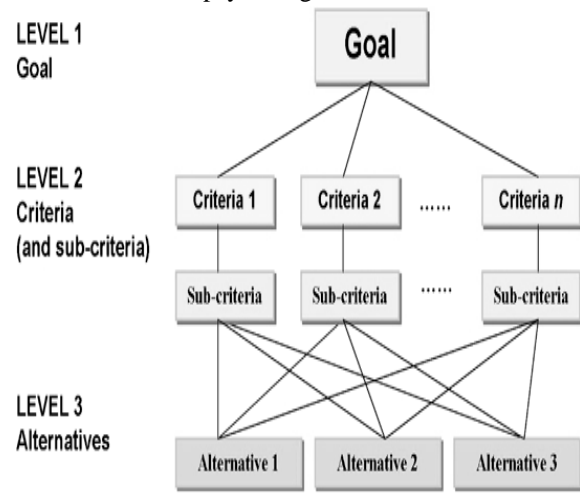 LEVEL 1
Goal
Goal
LEVEL 2
Criteria
(and sub-criteria)
Criteria 1 Criteria 2 ...... Criteria n
Sub-criteria Sub-criteria ...... Sub-criteria
LEVEL 3
Alternatives
Alternative 1 Alternative 2 Alternative 3